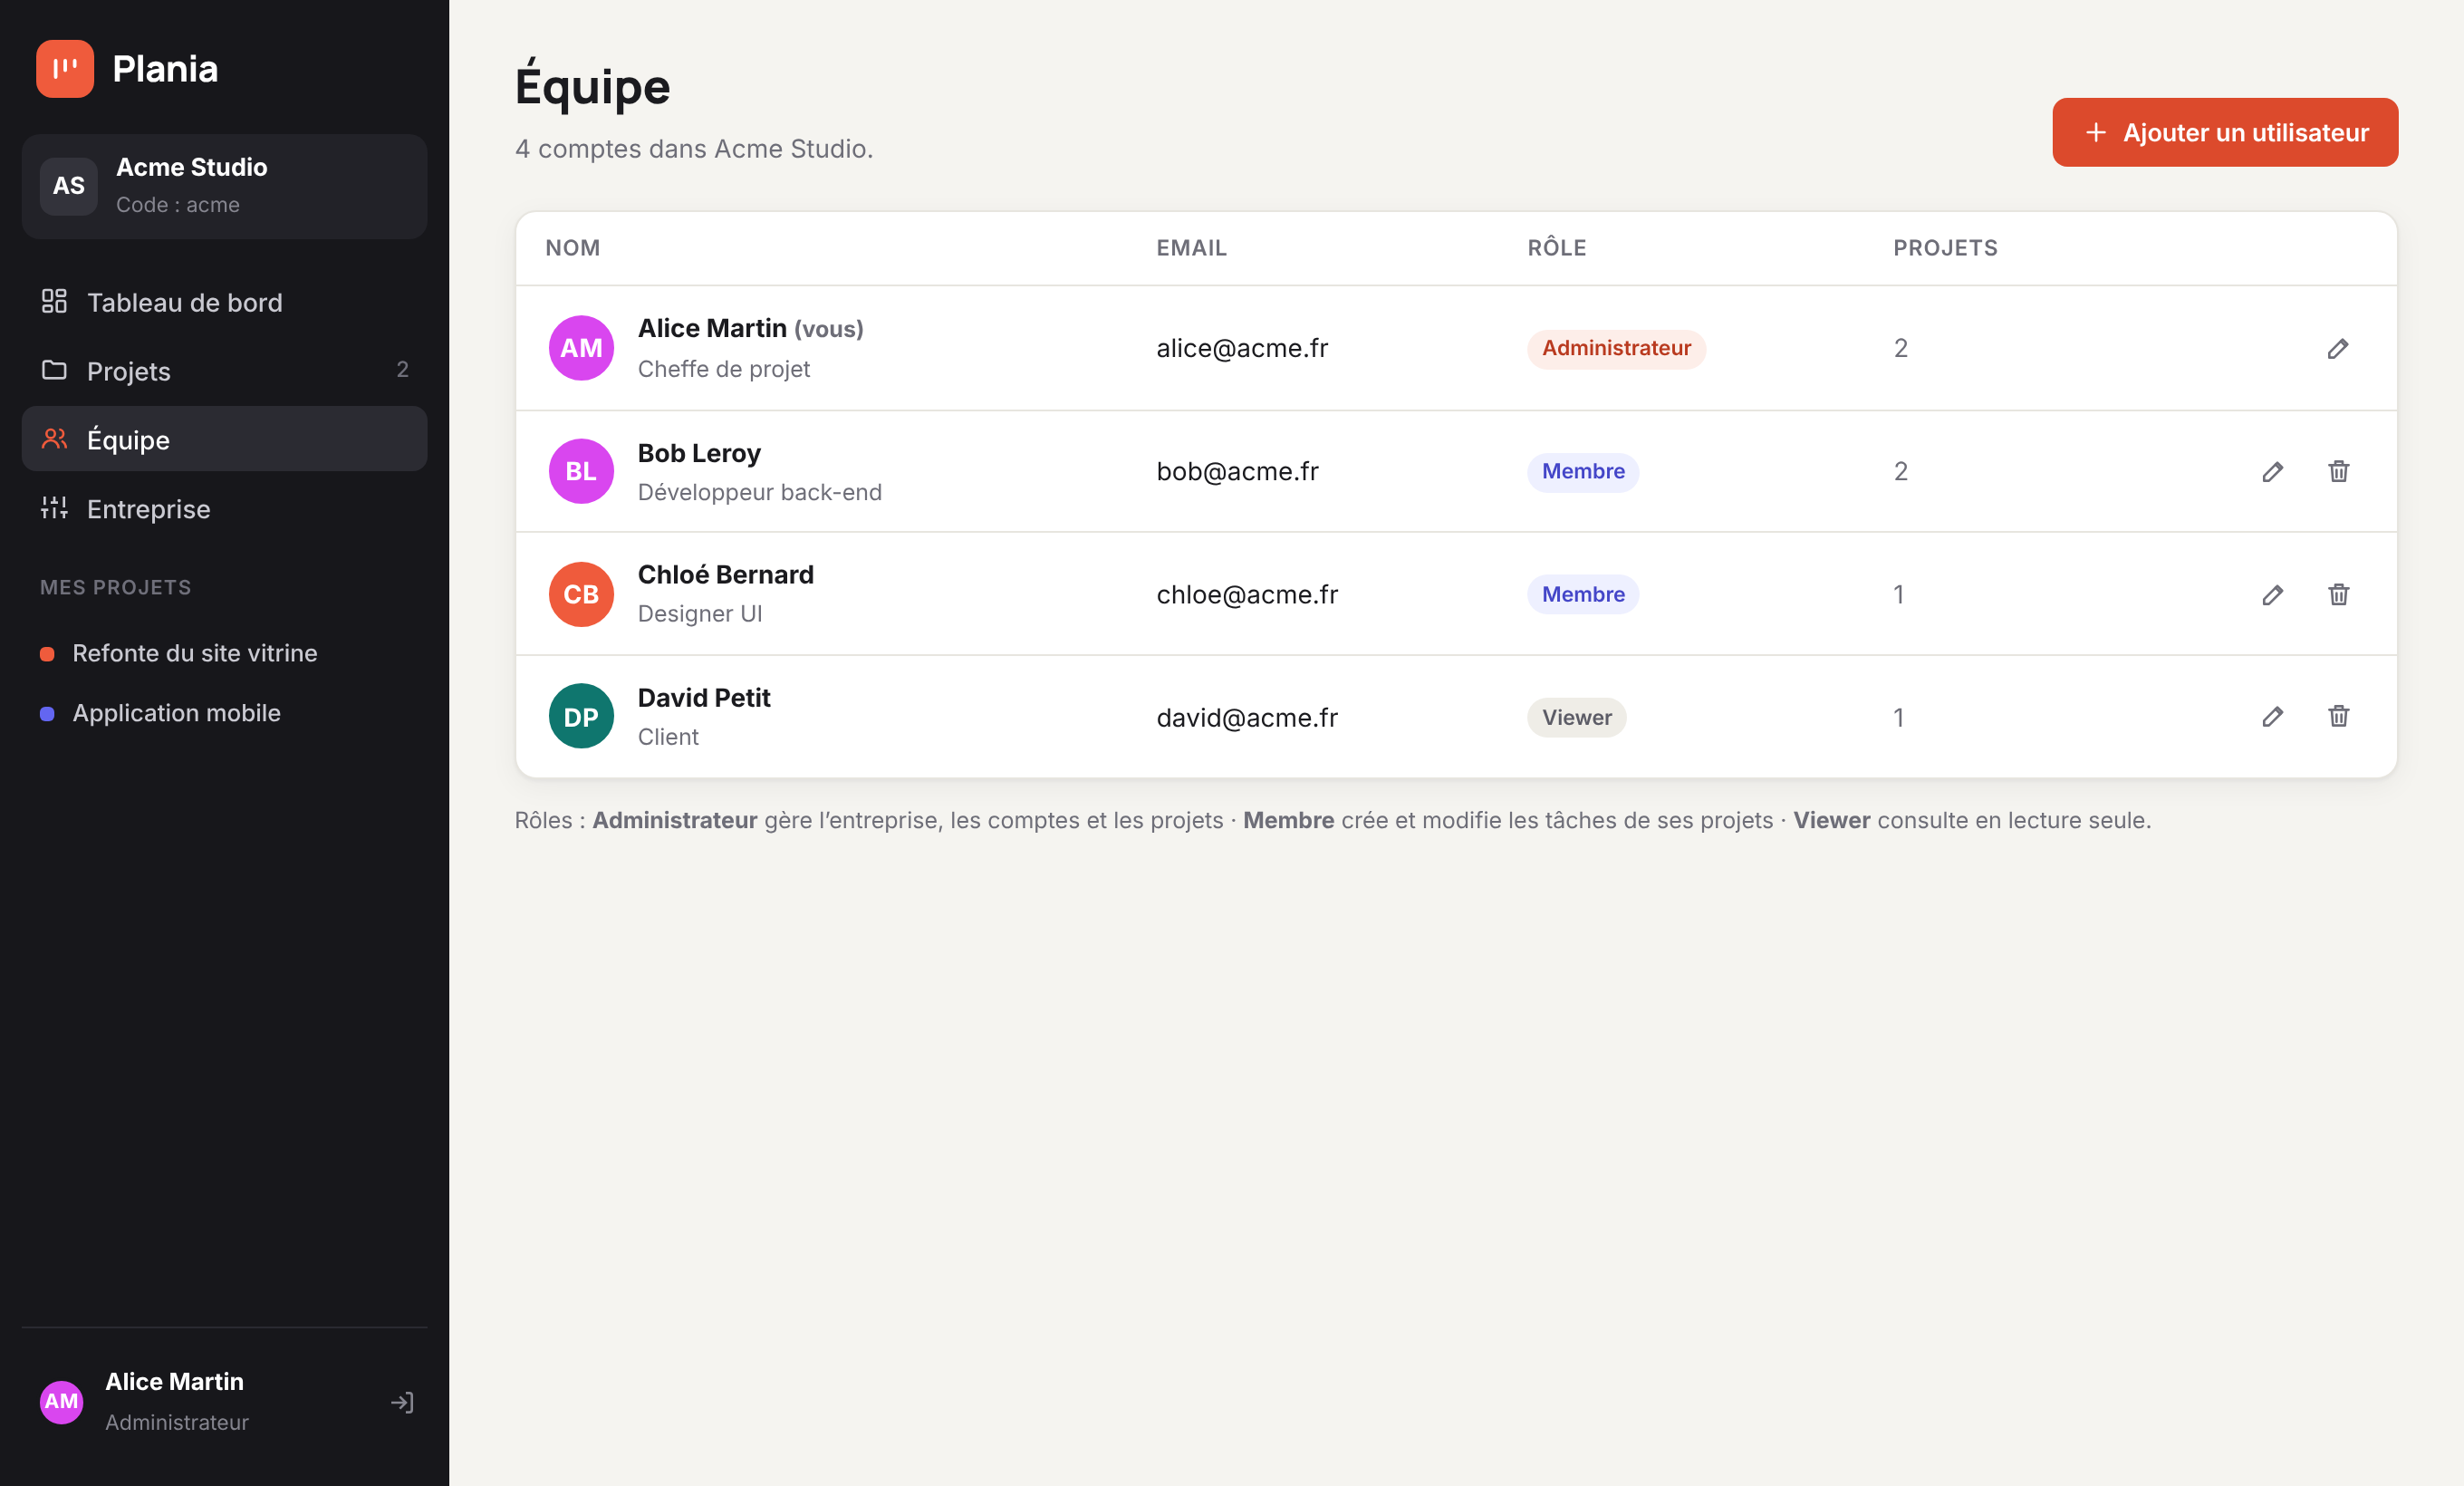 Plania
AS
Acme Studio
Code : acme
Tableau de bord
Projets 2
Équipe
Entreprise
MES PROJETS
Refonte du site vitrine
Application mobile
AM
Alice Martin
Administrateur
Équipe
4 comptes dans Acme Studio.
Ajouter un utilisateur
NOM EMAIL RÔLE PROJETS
AM
Alice Martin (vous)
Cheffe de projet
alice@acme.fr
Administrateur
2
BL
Bob Leroy
Développeur back-end
bob@acme.fr
Membre
2
CB
Chloé Bernard
Designer UI
chloe@acme.fr
Membre
1
DP
David Petit
Client
david@acme.fr
Viewer
1
Rôles : Administrateur gère l’entreprise, les comptes et les projets · Membre crée et modifie les tâches de ses projets · Viewer consulte en lecture seule.